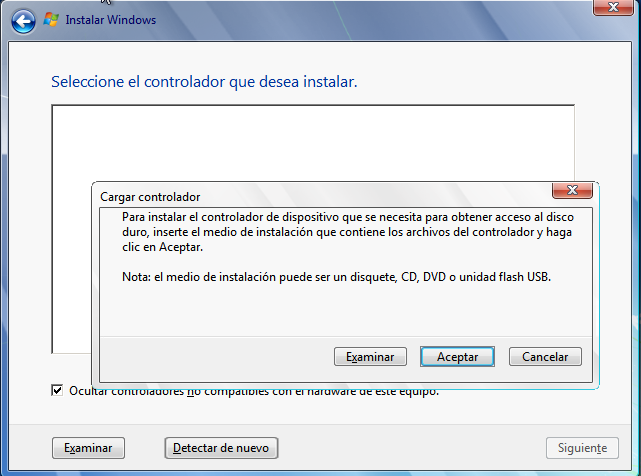 Instalar Windows
Seleccione el controlador que desea instalar.
Cargar controlador
Para instalar el controlador de dispositivo que se necesita para obtener acceso al disco
duro, inserte el medio de instalación que contiene los archivos del controlador y haga
clic en Aceptar.
Nota: el medio de instalación puede ser un disquete, CD, DVD o unidad flash USB.
Examinar Aceptar Cancelar
Ocultar controladores no compatibles con el hardware de este equipo.
Examinar Detectar de nuevo Siguiente